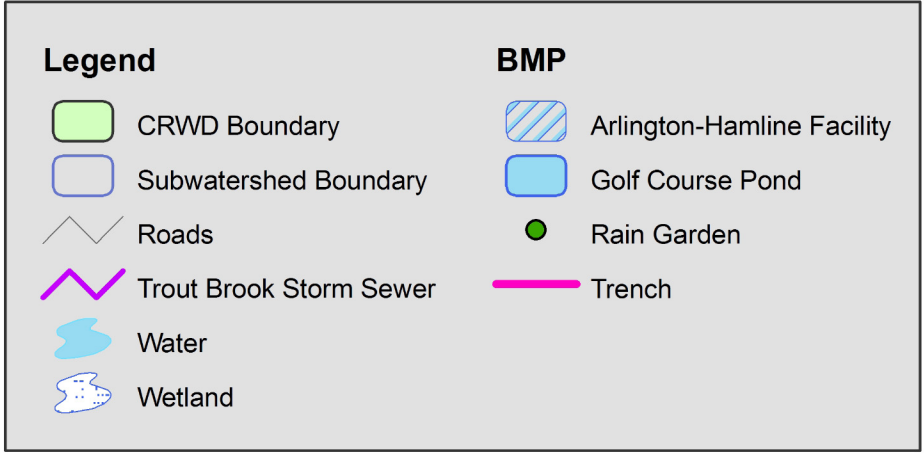 Legend
CRWD Boundary
Subwatershed Boundary
Roads
Trout Brook Storm Sewer
Water
Wetland
BMP
Arlington-Hamline Facility
Golf Course Pond
Rain Garden
Trench